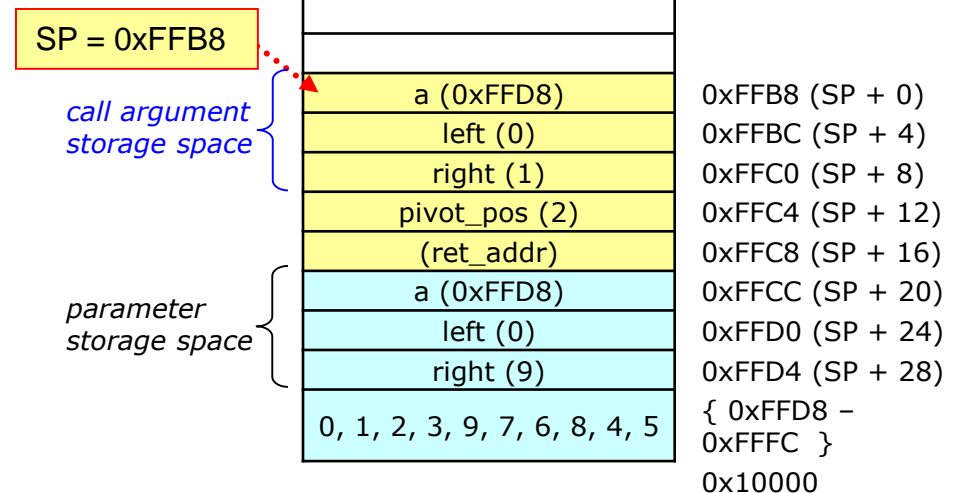 SP = 0xFFB8
call argument
storage space
a (0xFFD8) 0xFFB8 (SP + 0)
left (0) 0xFFBC (SP + 4)
right (1) 0xFFC0 (SP + 8)
pivot_pos (2) 0xFFC4 (SP + 12)
(ret_addr) 0xFFC8 (SP + 16)
parameter
storage space
a (0xFFD8) 0xFFCC (SP + 20)
left (0) 0xFFD0 (SP + 24)
right (9) 0xFFD4 (SP + 28)
0, 1, 2, 3, 9, 7, 6, 8, 4, 5
{ 0xFFD8 –
0xFFFC }
0x10000